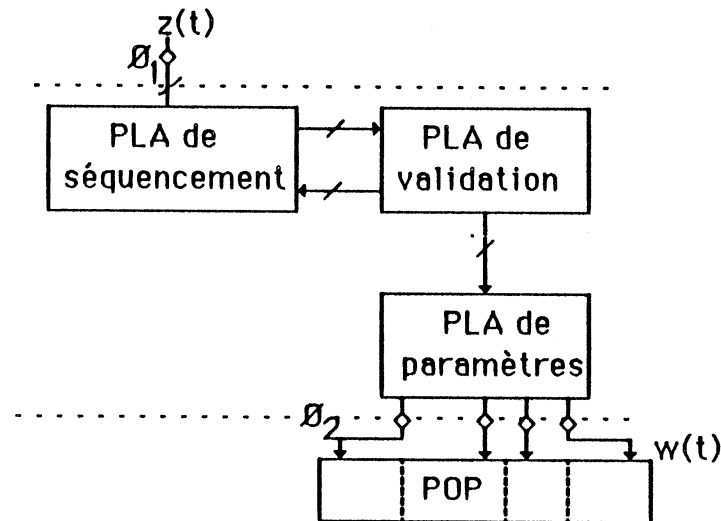 z(t)
Ø1
PLA de
séquencement
PLA de
validation
PLA de
paramètres
Ø2
w(t)
POP